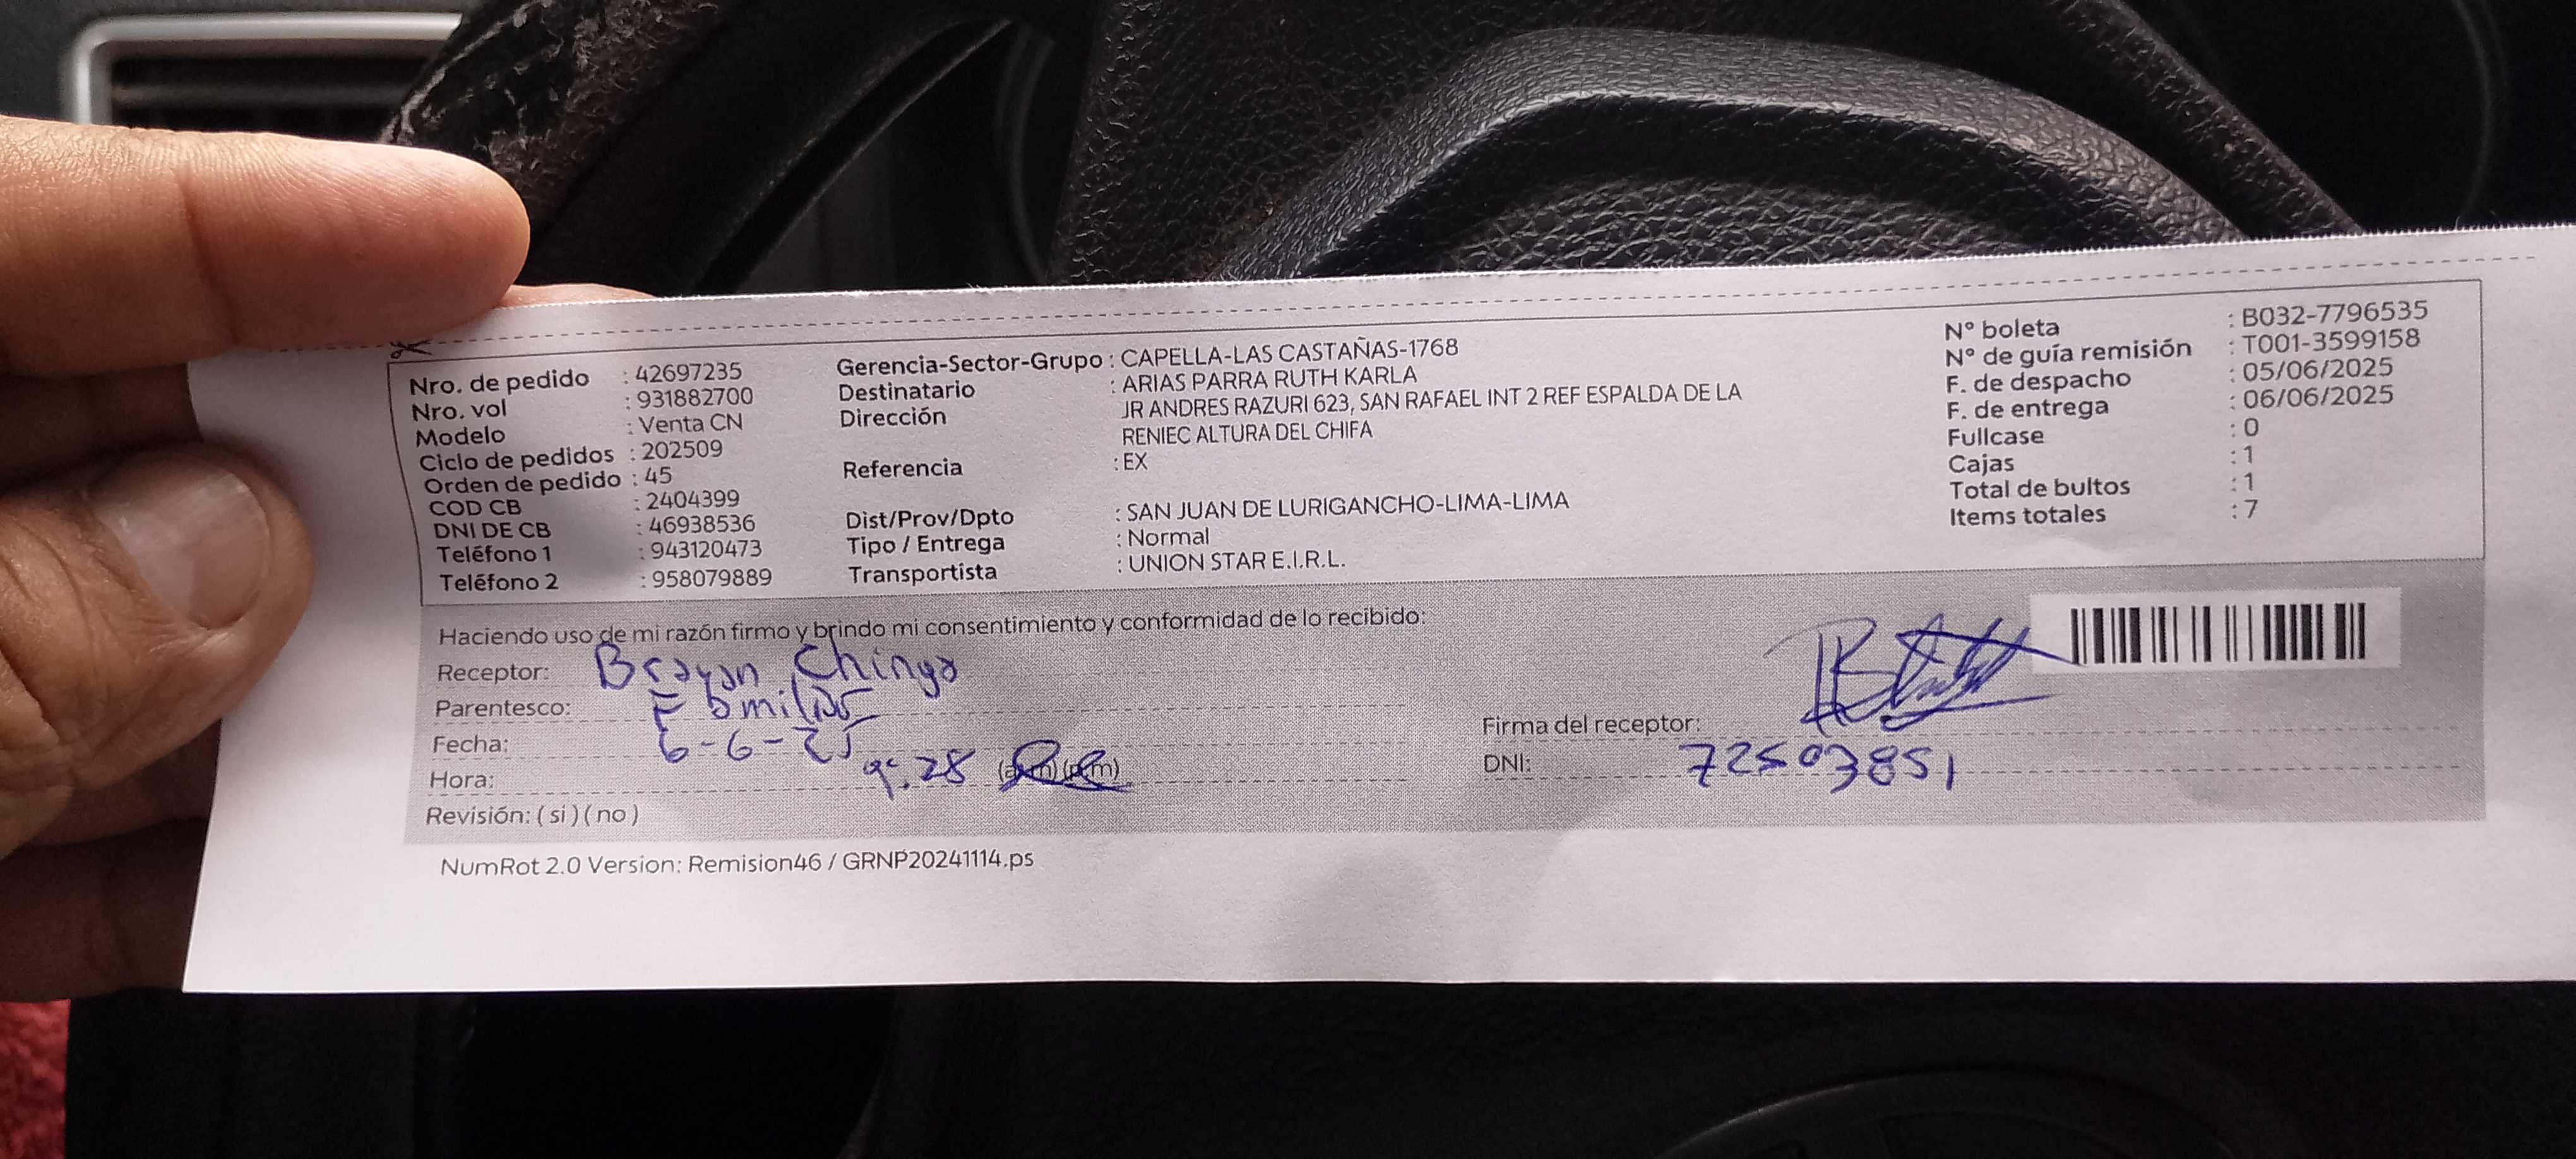 Nro. de pedido : 42697235
Nro. vol : 931882700
Modelo : Venta CN
Ciclo de pedidos : 202509
Orden de pedido : 45
COD CB : 2404399
DNI DE CB : 46938536
Teléfono 1 : 943120473
Teléfono 2 : 958079889
Gerencia-Sector-Grupo : CAPELLA-LAS CASTAÑAS-1768
Destinatario : ARIAS PARRA RUTH KARLA
Dirección JR ANDRES RAZURI 623, SAN RAFAEL INT 2 REF ESPALDA DE LA
RENIEC ALTURA DEL CHIFA
Referencia : EX
Dist/Prov/Dpto : SAN JUAN DE LURIGANCHO-LIMA-LIMA
Tipo / Entrega : Normal
Transportista : UNION STAR E.I.R.L.
N° boleta : B032-7796535
N° de guía remisión : T001-3599158
F. de despacho : 05/06/2025
F. de entrega : 06/06/2025
Fullcase : 0
Cajas : 1
Total de bultos : 1
Items totales : 7
Haciendo uso de mi razón firmo y brindo mi consentimiento y conformidad de lo recibido:
Receptor: Brayan Chinga
Parentesco: Familiar
Fecha: 6-6-25
Hora: 9:28 (a.m) (p.m)
Revisión: ( si ) ( no )
Firma del receptor:
DNI: 72503851
NumRot 2.0 Version: Remision46 / GRNP20241114.ps